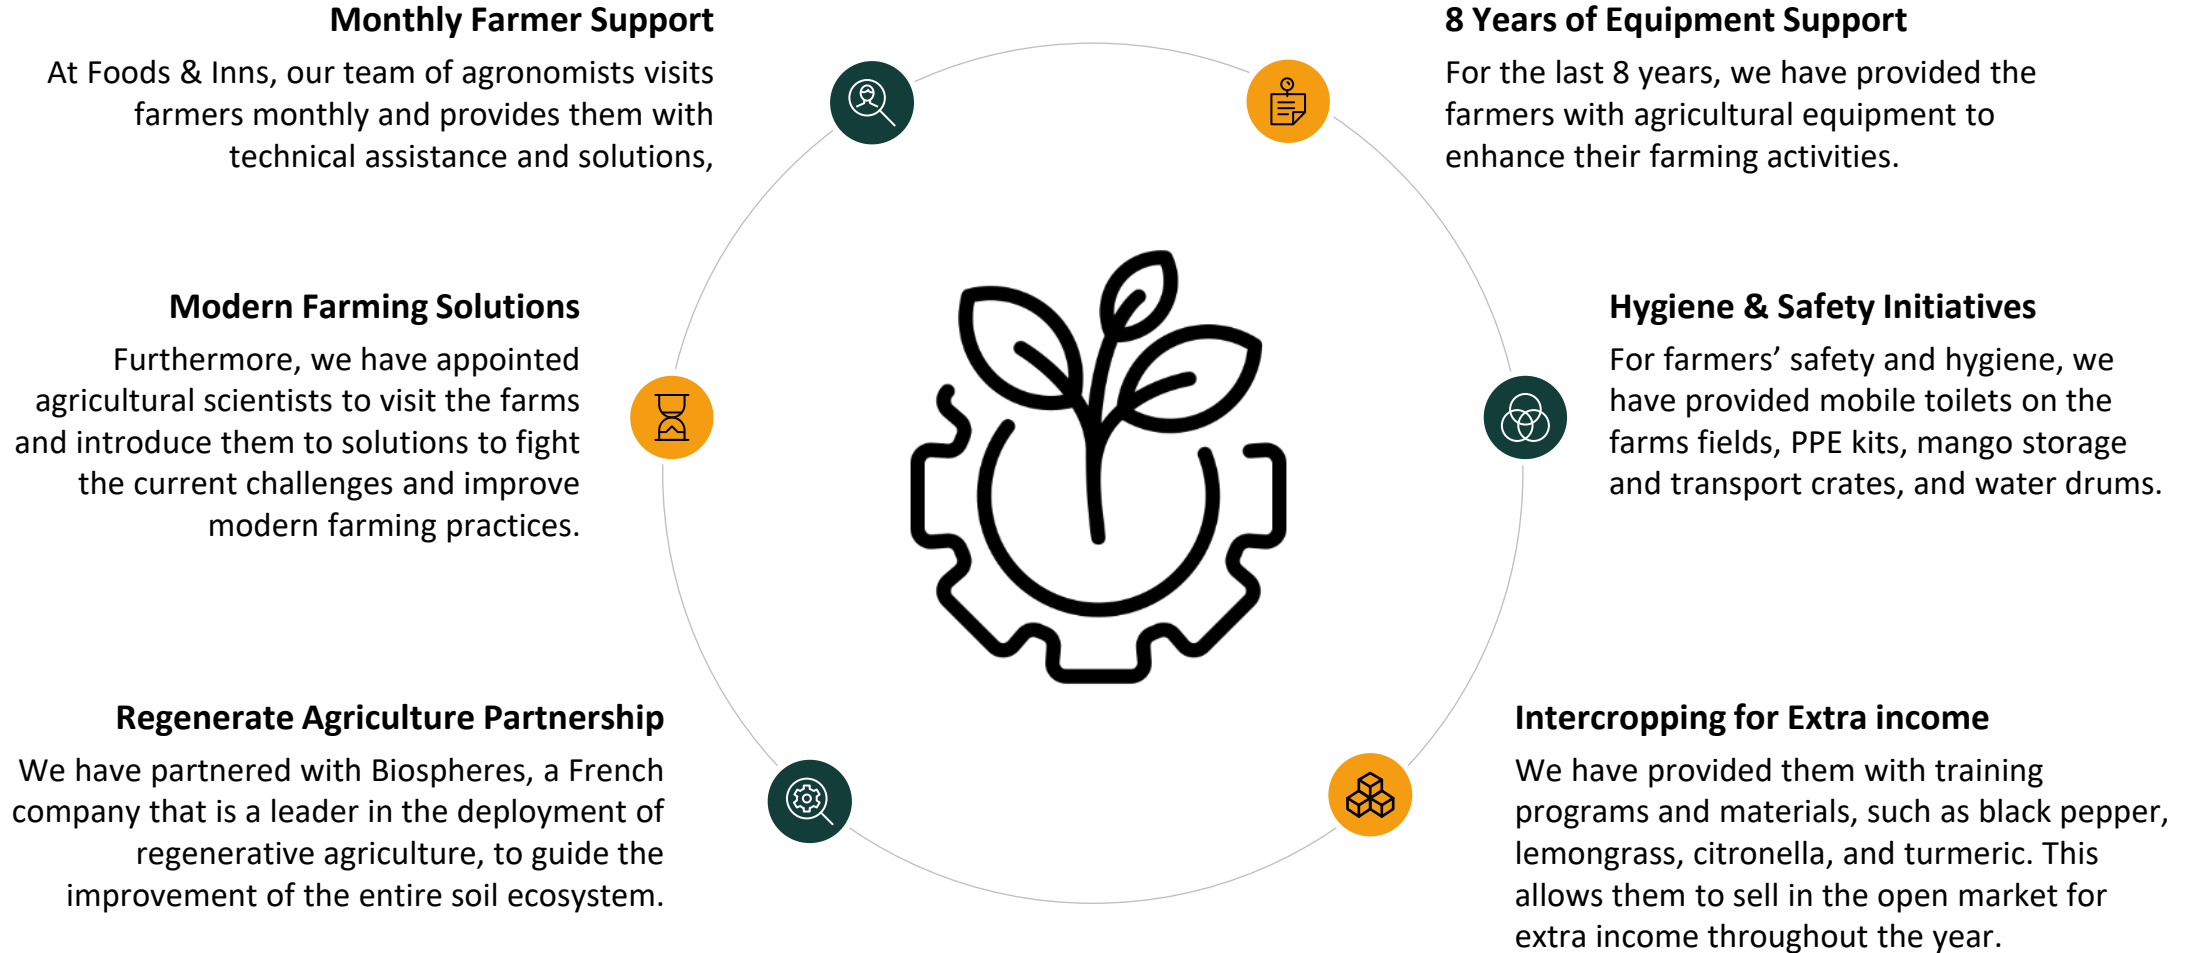 Monthly Farmer Support
At Foods & Inns, our team of agronomists visits
farmers monthly and provides them with
technical assistance and solutions,
Modern Farming Solutions
Furthermore, we have appointed
agricultural scientists to visit the farms
and introduce them to solutions to fight
the current challenges and improve
modern farming practices.
Regenerate Agriculture Partnership
We have partnered with Biospheres, a French
company that is a leader in the deployment of
regenerative agriculture, to guide the
improvement of the entire soil ecosystem.
8 Years of Equipment Support
For the last 8 years, we have provided the
farmers with agricultural equipment to
enhance their farming activities.
Hygiene & Safety Initiatives
For farmers’ safety and hygiene, we
have provided mobile toilets on the
farms fields, PPE kits, mango storage
and transport crates, and water drums.
Intercropping for Extra income
We have provided them with training
programs and materials, such as black pepper,
lemongrass, citronella, and turmeric. This
allows them to sell in the open market for
extra income throughout the year.